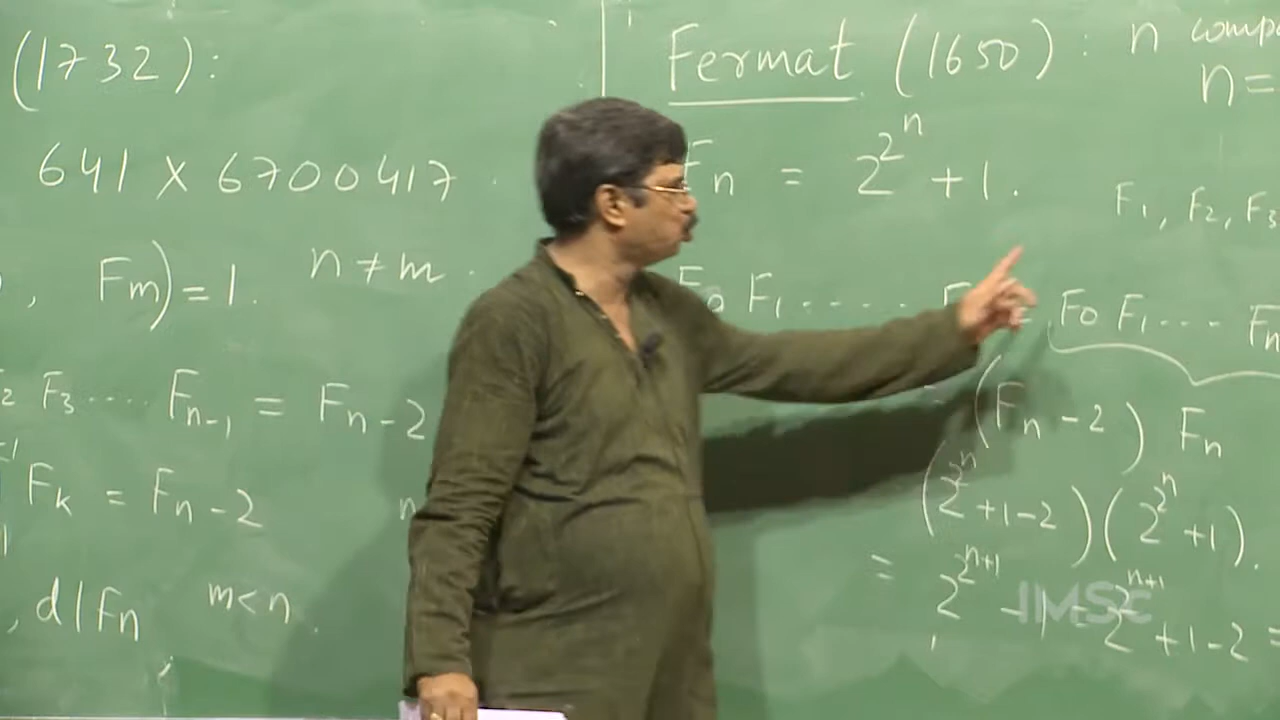 (1732):
641 × 6700417.
, Fm) = 1. n ≠ m.
F3..... Fn-1 = Fn-2
Fk = Fn-2 n
, d|Fn m<n.
Fermat (1650): n
n=
Fn = 2^2^n +1.
F1, F2, F3
F0 F1...... = F0 F1... Fn
= (Fn-2) Fn
(2^2^n +1-2)(2^2^n +1).
= 2^2^n+1 -1 = 2^2^n+1 +1-2 =
IMSc